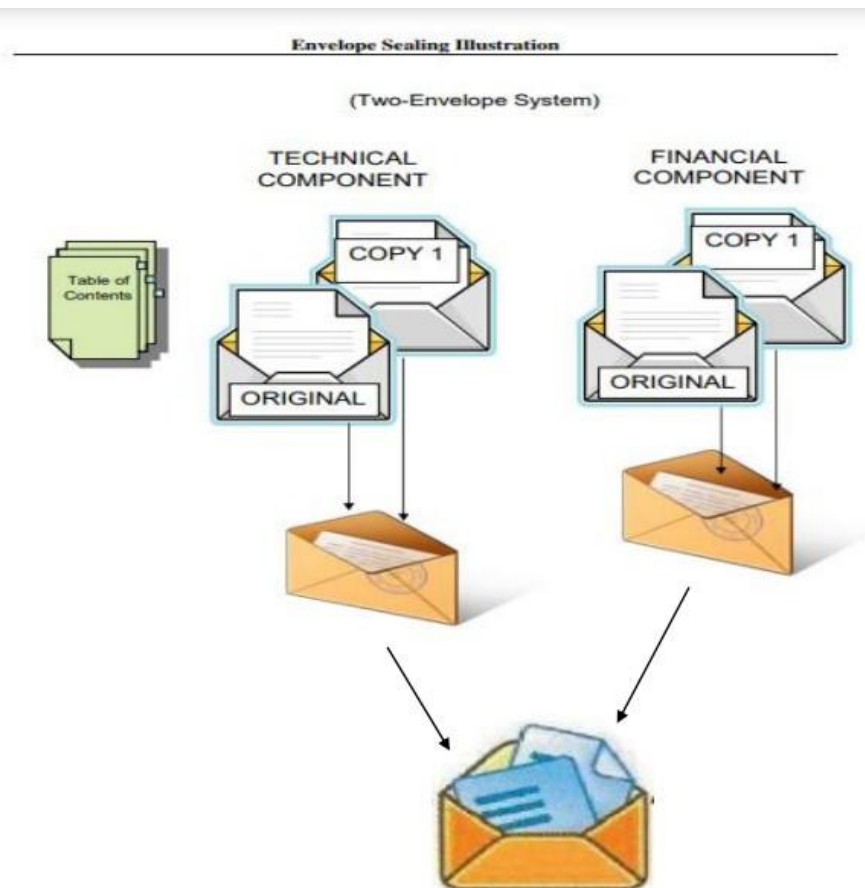 Envelope Sealing Illustration
(Two-Envelope System)
TECHNICAL
COMPONENT
FINANCIAL
COMPONENT
Table of
Contents
COPY 1
ORIGINAL
COPY 1
ORIGINAL